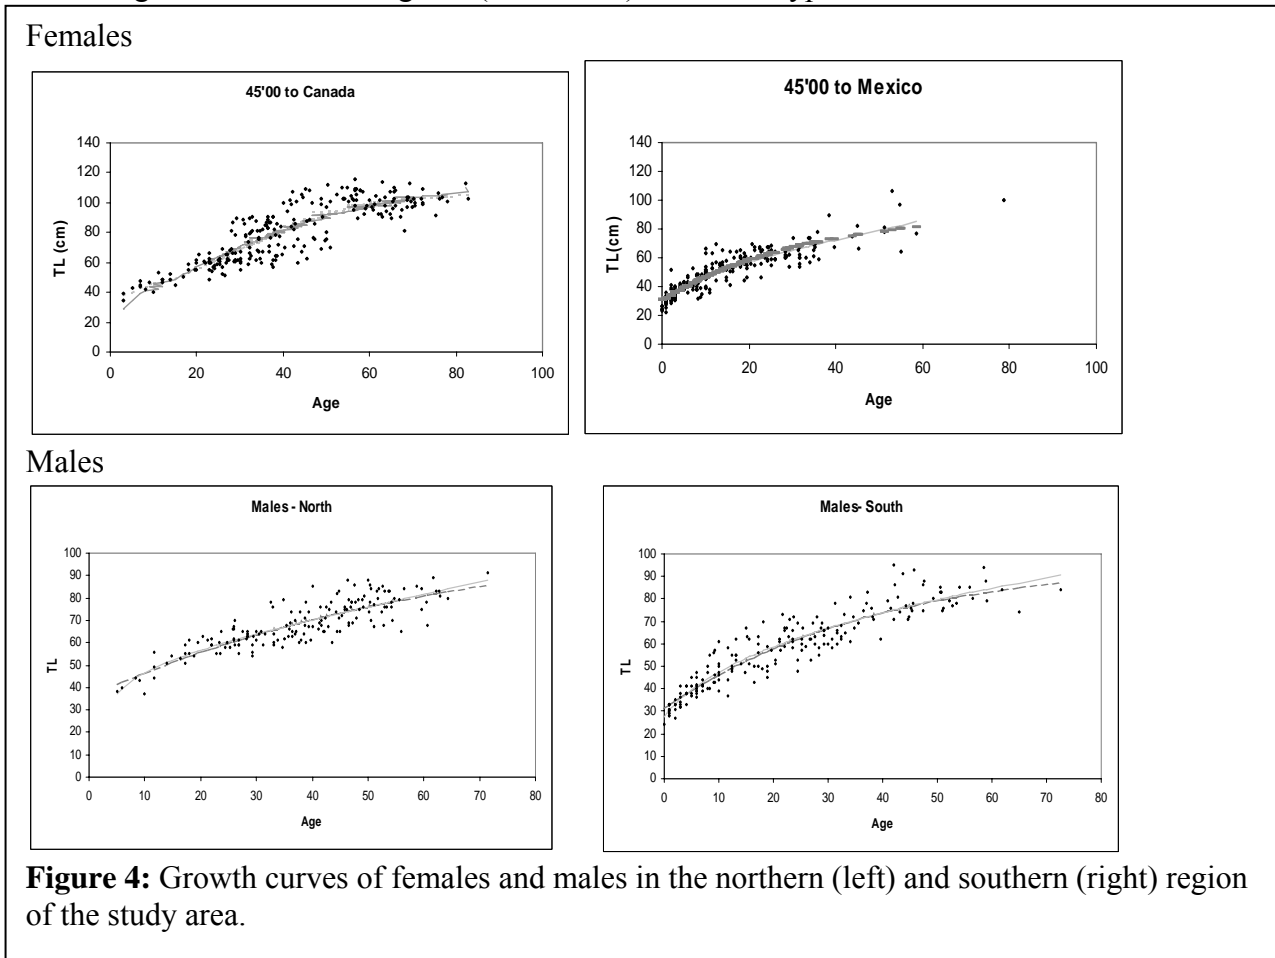 Females
45'00 to Canada
TL (cm)
140
120
100
80
60
40
20
0
0 20 40 60 80 100
Age
45'00 to Mexico
TL(cm)
140
120
100
80
60
40
20
0
0 20 40 60 80 100
Age
Males
Males - North
TL
100
90
80
70
60
50
40
30
20
10
0
0 10 20 30 40 50 60 70 80
Age
Males- South
TL
100
90
80
70
60
50
40
30
20
10
0
0 10 20 30 40 50 60 70 80
Age
Figure 4: Growth curves of females and males in the northern (left) and southern (right) region
of the study area.